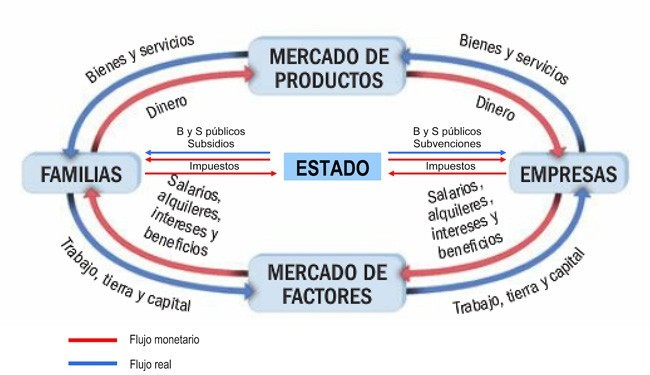 Bienes y servicios
MERCADO DE
PRODUCTOS
Bienes y servicios
Dinero
Dinero
B y S públicos
Subsidios
Impuestos
B y S públicos
Subvenciones
Impuestos
FAMILIAS
ESTADO
EMPRESAS
Salarios,
alquileres,
intereses y
beneficios
Salarios,
alquileres,
intereses y
beneficios
Trabajo, tierra y capital
MERCADO DE
FACTORES
Trabajo, tierra y capital
Flujo monetario
Flujo real